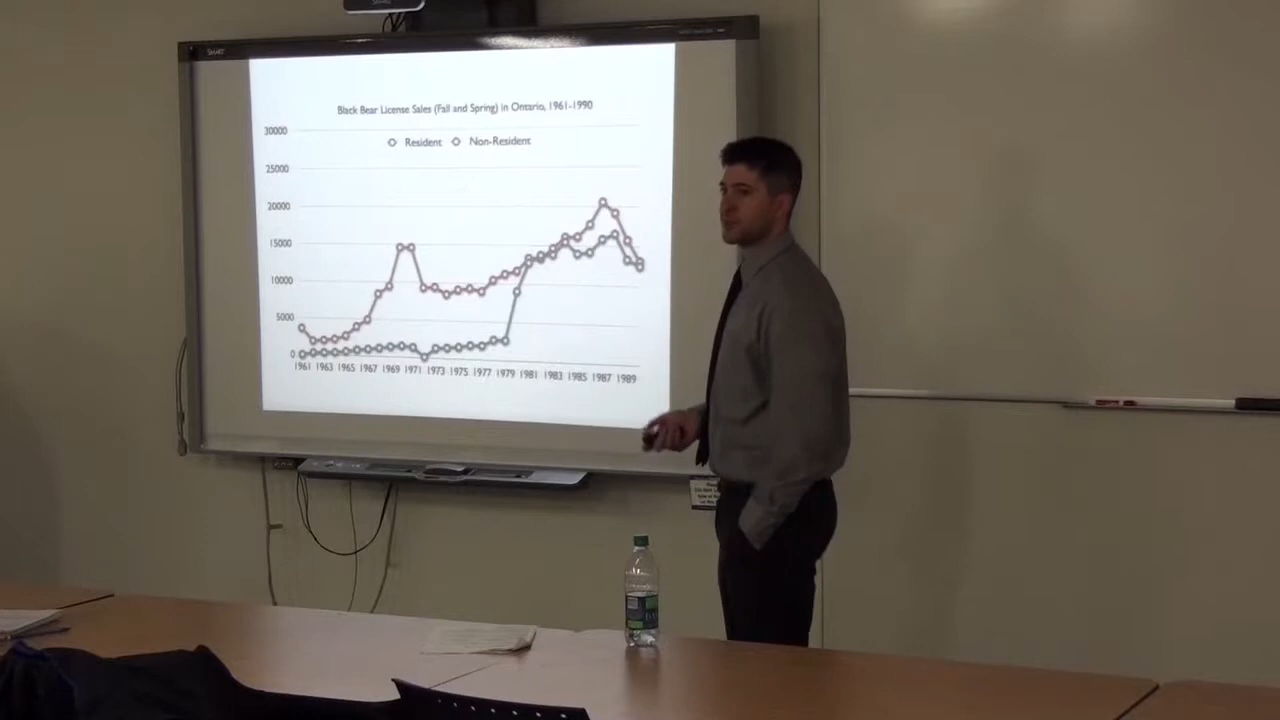 SMART
Black Bear License Sales (Fall and Spring) in Ontario, 1961-1990
Resident Non-Resident
30000
25000
20000
15000
10000
5000
0
1961 1963 1965 1967 1969 1971 1973 1975 1977 1979 1981 1983 1985 1987 1989